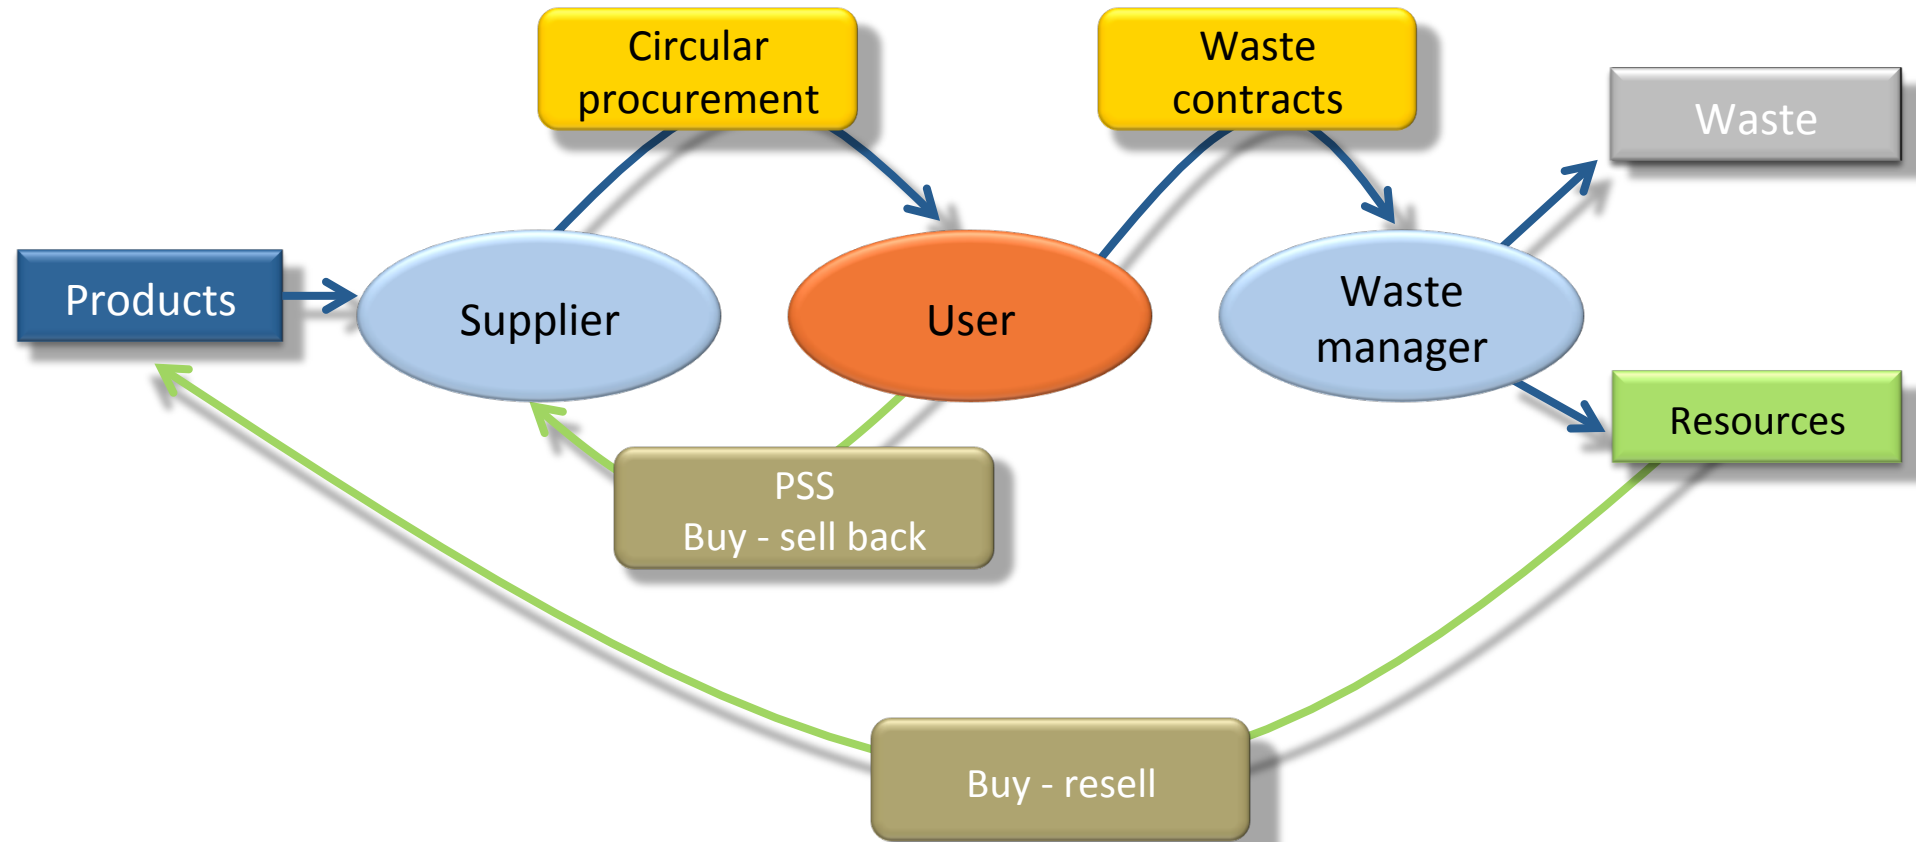 Circular
procurement
Waste
contracts
Waste
Products
Supplier
User
Waste
manager
Resources
PSS
Buy - sell back
Buy - resell